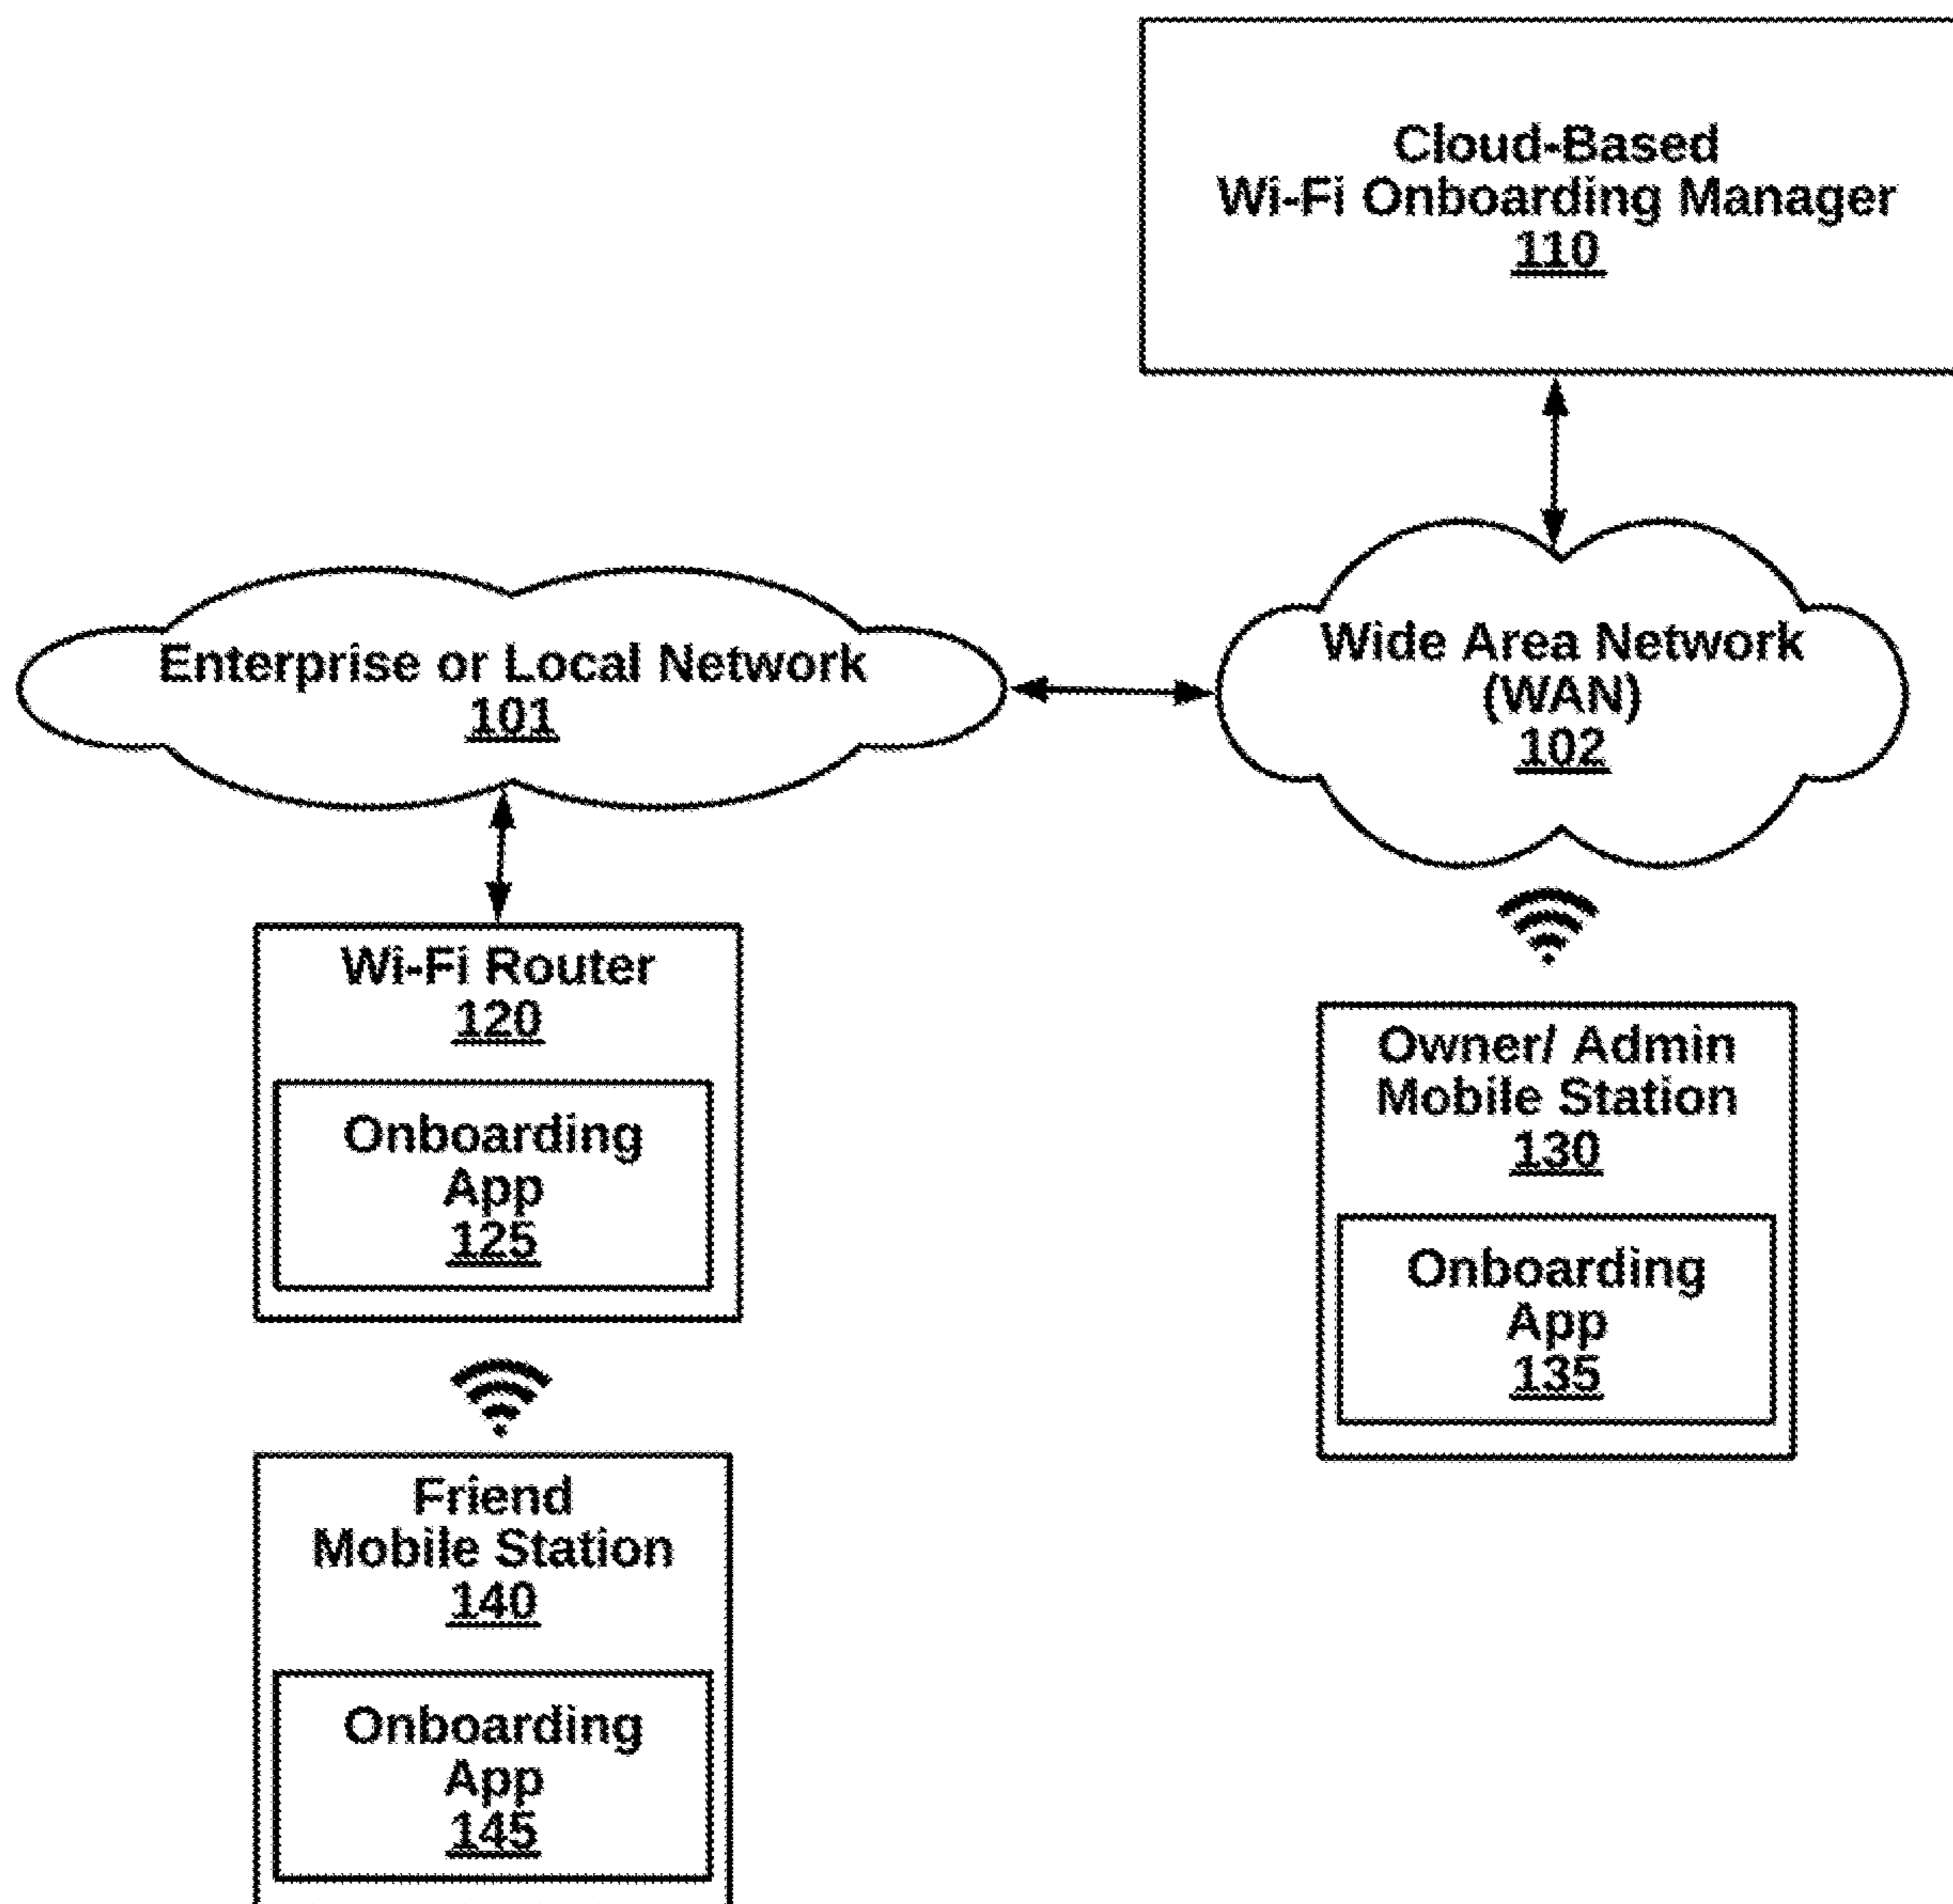 Cloud-Based
Wi-Fi Onboarding Manager
110
Enterprise or Local Network
101
Wide Area Network
(WAN)
102
Wi-Fi Router
120
Onboarding
App
125
Owner/ Admin
Mobile Station
130
Onboarding
App
135
Friend
Mobile Station
140
Onboarding
App
145